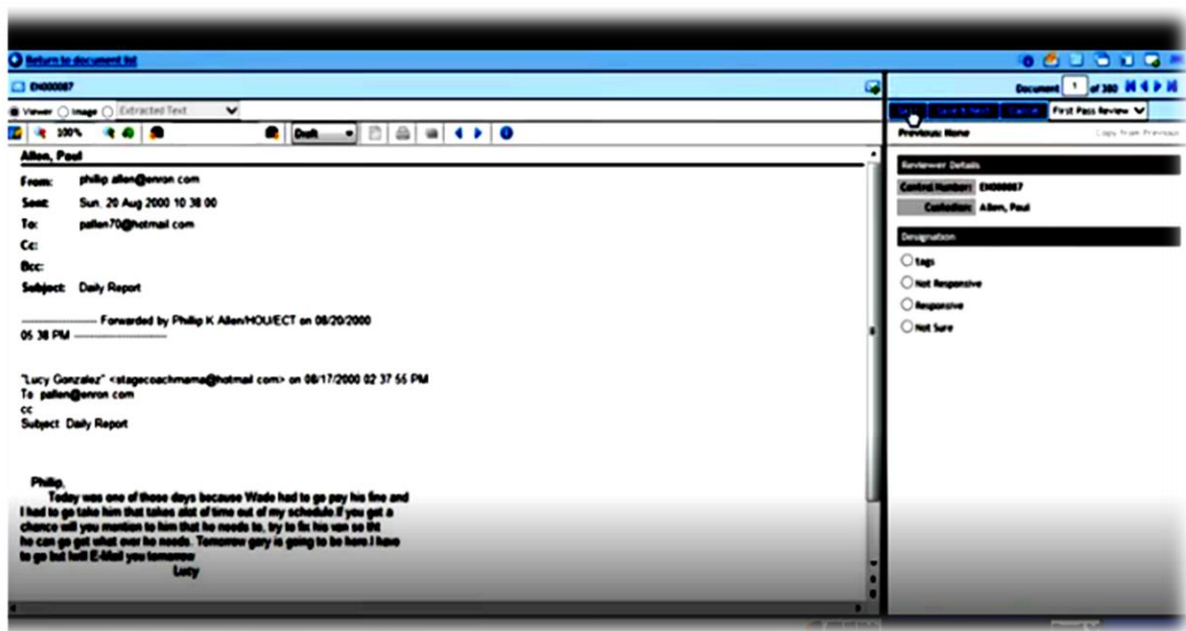 Return to document list
EN000087
Document 1 of 380
Viewer Image Extracted Text
Save & Next Cancel First Pass Review
100% Draft
Previous: None Copy from Previous
Allen, Paul
From: phillip allen@enron com
Sent: Sun, 20 Aug 2000 10 38 00
To: pallen70@hotmail com
Cc:
Bcc:
Subject: Daily Report
---------------------- Forwarded by Phillip K Allen/HOU/ECT on 08/20/2000
05 38 PM ---------------------------
"Lucy Gonzalez" <stagecoachmama@hotmail com> on 08/17/2000 02 37 55 PM
To pallen@enron com
cc
Subject Daily Report
Phillip,
Today was one of those days because Wade had to go pay his fine and
I had to go take him that takes alot of time out of my schedule.If you get a
chance will you mention to him that he needs to, try to fix his van so tht
he can go get what ever he needs. Tomorrow gary is going to be here.I have
to go but Iwill E-Mail you tomorrow
Lucy
Reviewer Details
Control Number: EN000087
Custodian: Allen, Paul
Designation
tags
Not Responsive
Responsive
Not Sure